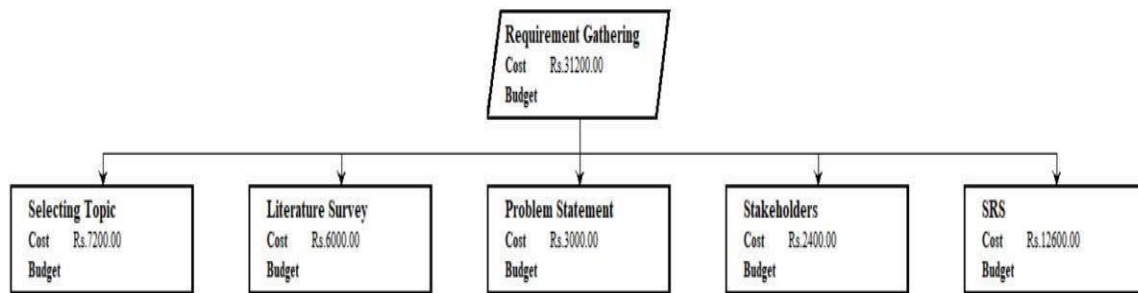 Requirement Gathering
Cost Rs.31200.00
Budget
Selecting Topic
Cost Rs.7200.00
Budget
Literature Survey
Cost Rs.6000.00
Budget
Problem Statement
Cost Rs.3000.00
Budget
Stakeholders
Cost Rs.2400.00
Budget
SRS
Cost Rs.12600.00
Budget